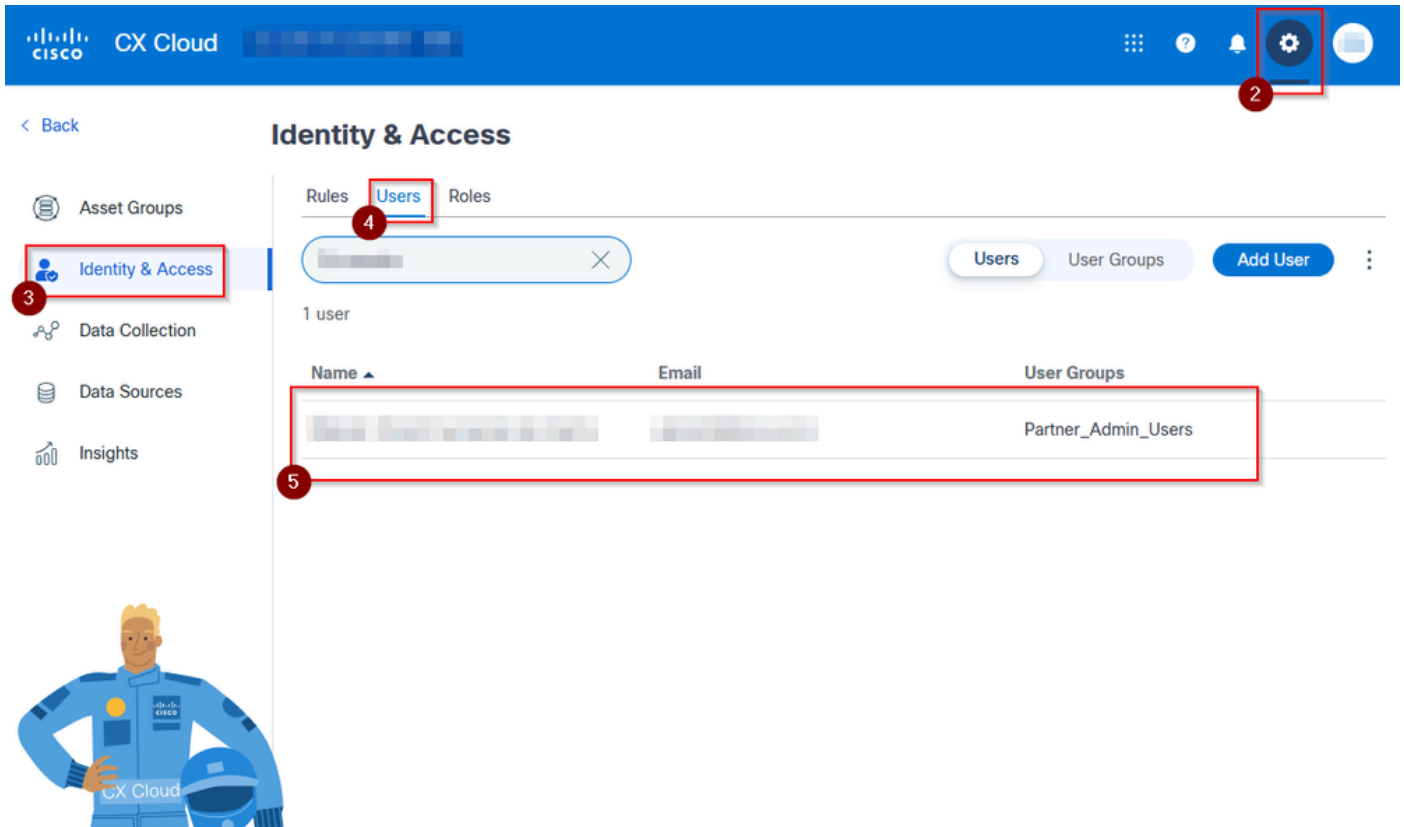 CISCO CX Cloud
2
< Back
Identity & Access
Rules Users Roles
4
Asset Groups
Identity & Access
3
Data Collection
Data Sources
Insights
Users User Groups Add User
1 user
Name Email User Groups
Partner_Admin_Users
5
CISCO
CX Cloud